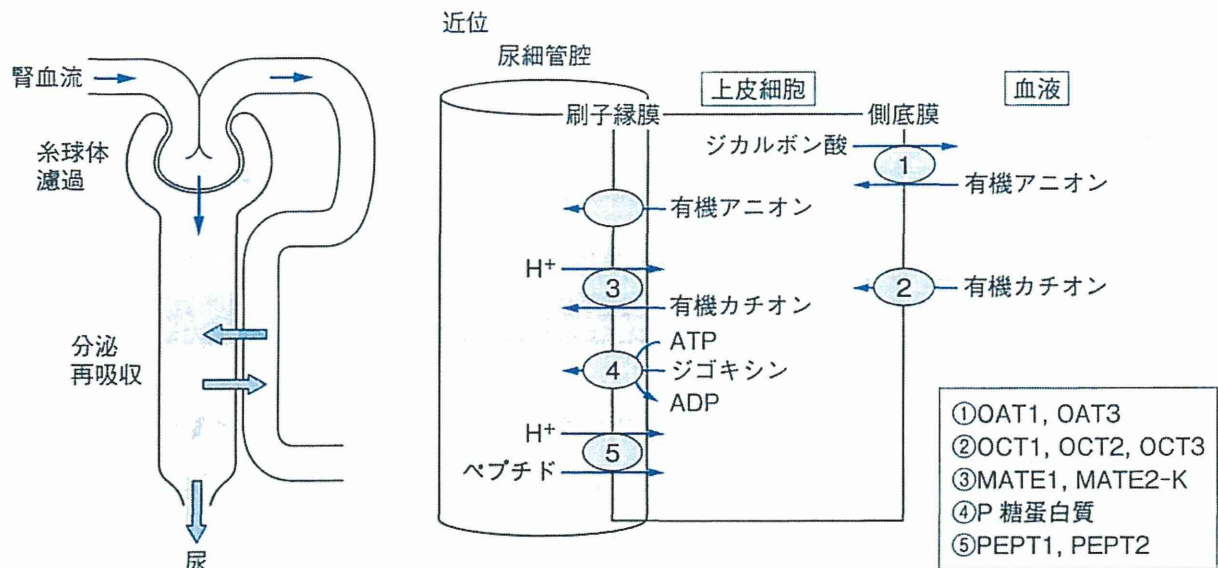 腎血流
糸球体
濾過
分泌
再吸収
尿
近位
尿細管腔
刷子縁膜
上皮細胞
側底膜
血液
ジカルボン酸
1
有機アニオン
有機アニオン
H⁺
3
有機カチオン
2
有機カチオン
ATP
4
ジゴキシン
ADP
H⁺
5
ペプチド
①OAT1, OAT3
②OCT1, OCT2, OCT3
③MATE1, MATE2-K
④P 糖蛋白質
⑤PEPT1, PEPT2